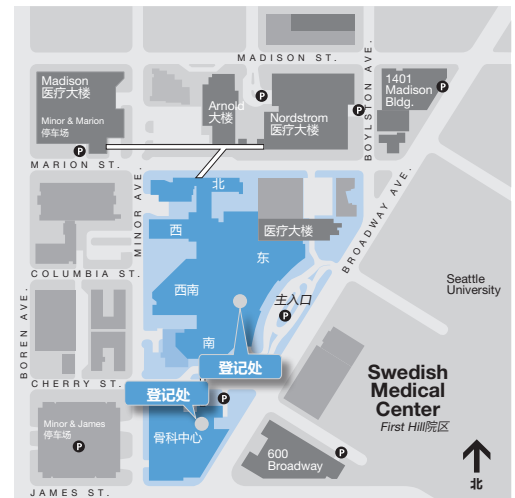 MADISON ST.
BOYLSTON AVE.
Madison
医疗大楼
Minor & Marion
停车场
P
Arnold
大楼
P
Nordstrom
医疗大楼
P
1401
Madison
Bldg.
P
MARION ST.
MINOR AVE.
北
西
医疗大楼
东
BROADWAY AVE.
COLUMBIA ST.
BOREN AVE.
西南
主入口
P
Seattle
University
南
登记处
CHERRY ST.
登记处
P
Swedish
Medical
Center
First Hill院区
Minor & James
停车场
P
骨科中心
600
Broadway
P
北
JAMES ST.